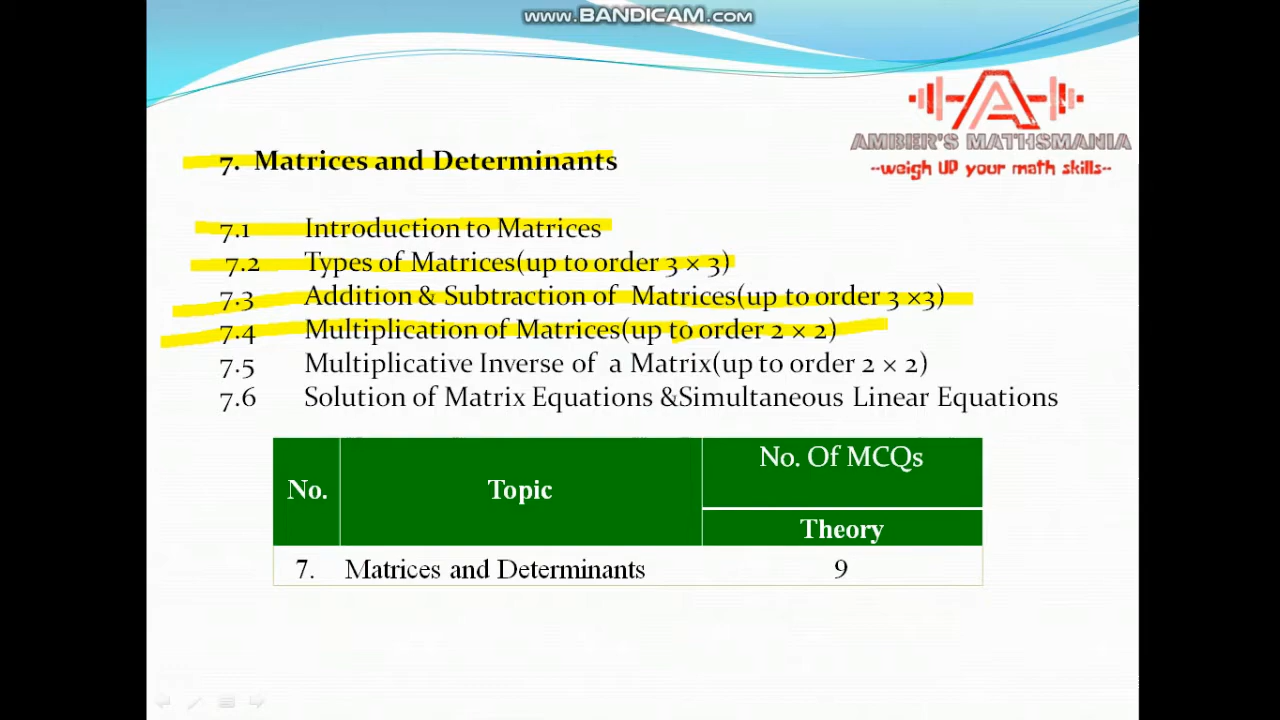 www.BANDICAM.com
A
AMBER'S MATHSMANIA
--weigh UP your math skills--
7. Matrices and Determinants
7.1 Introduction to Matrices
7.2 Types of Matrices(up to order 3 × 3)
7.3 Addition & Subtraction of Matrices(up to order 3 ×3)
7.4 Multiplication of Matrices(up to order 2 × 2)
7.5 Multiplicative Inverse of a Matrix(up to order 2 × 2)
7.6 Solution of Matrix Equations &Simultaneous Linear Equations
No. Topic No. Of MCQs
Theory
7. Matrices and Determinants 9